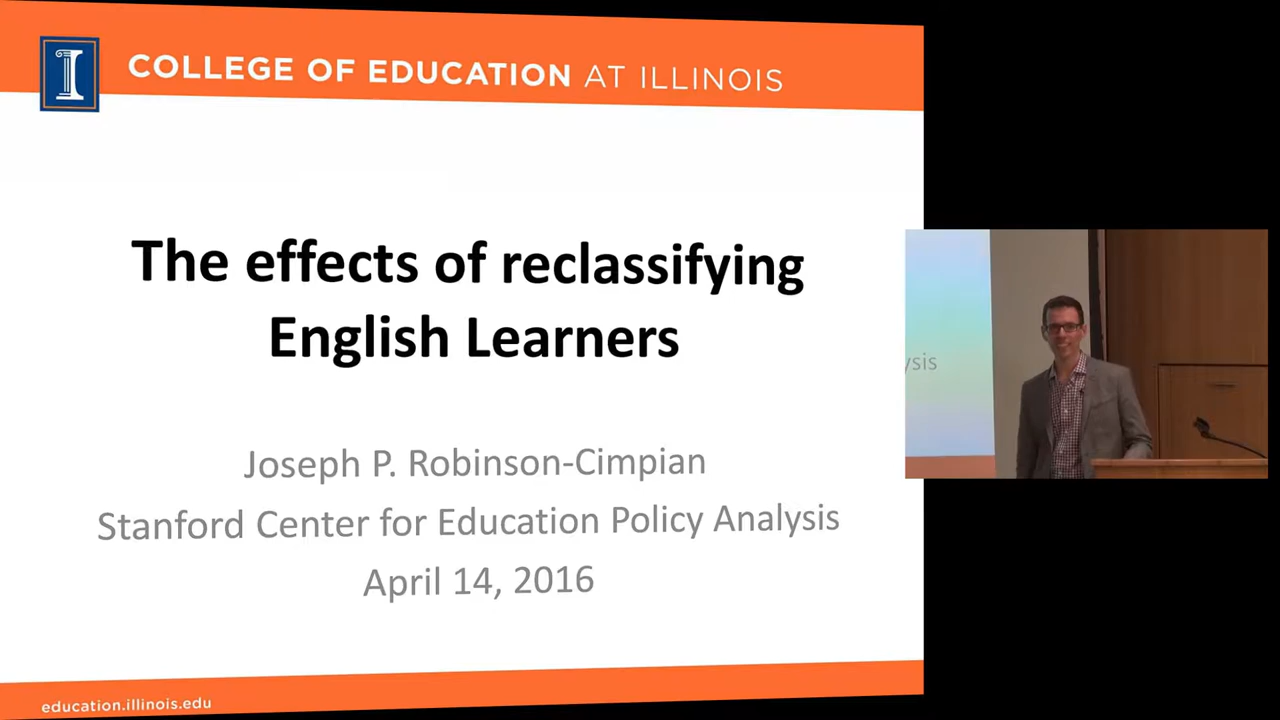 COLLEGE OF EDUCATION AT ILLINOIS
The effects of reclassifying
English Learners
Joseph P. Robinson-Cimpian
Stanford Center for Education Policy Analysis
April 14, 2016
education.illinois.edu
ysis